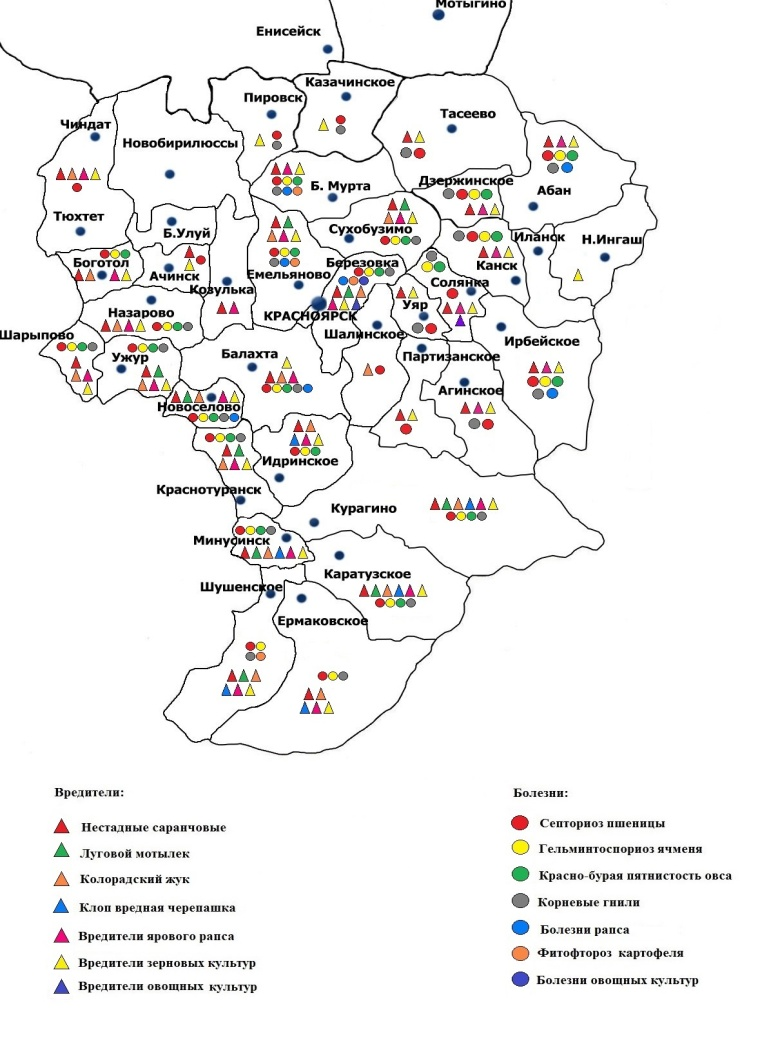 Мотыгино
Енисейск
Казачинское
Пировск
Тасеево
Чиндат
Новобирилюссы
Дзержинское
Б. Мурта
Абан
Тюхтет
Б.Улуй
Сухобузимо
Иланск
Н.Ингаш
Боготол
Ачинск
Емельяново
Березовка
Канск
Козулька
Солянка
Назарово
КРАСНОЯРСК
Уяр
Шарыпово
Шалинское
Ирбейское
Ужур
Балахта
Партизанское
Агинское
Новоселово
Идринское
Краснотуранск
Курагино
Минусинск
Каратузское
Шушенское
Ермаковское
Вредители:
Нестадные саранчовые
Луговой мотылек
Колорадский жук
Клоп вредная черепашка
Вредители ярового рапса
Вредители зерновых культур
Вредители овощных культур
Болезни:
Септориоз пшеницы
Гельминтоспориоз ячменя
Красно-бурая пятнистость овса
Корневые гнили
Болезни рапса
Фитофтороз картофеля
Болезни овощных культур